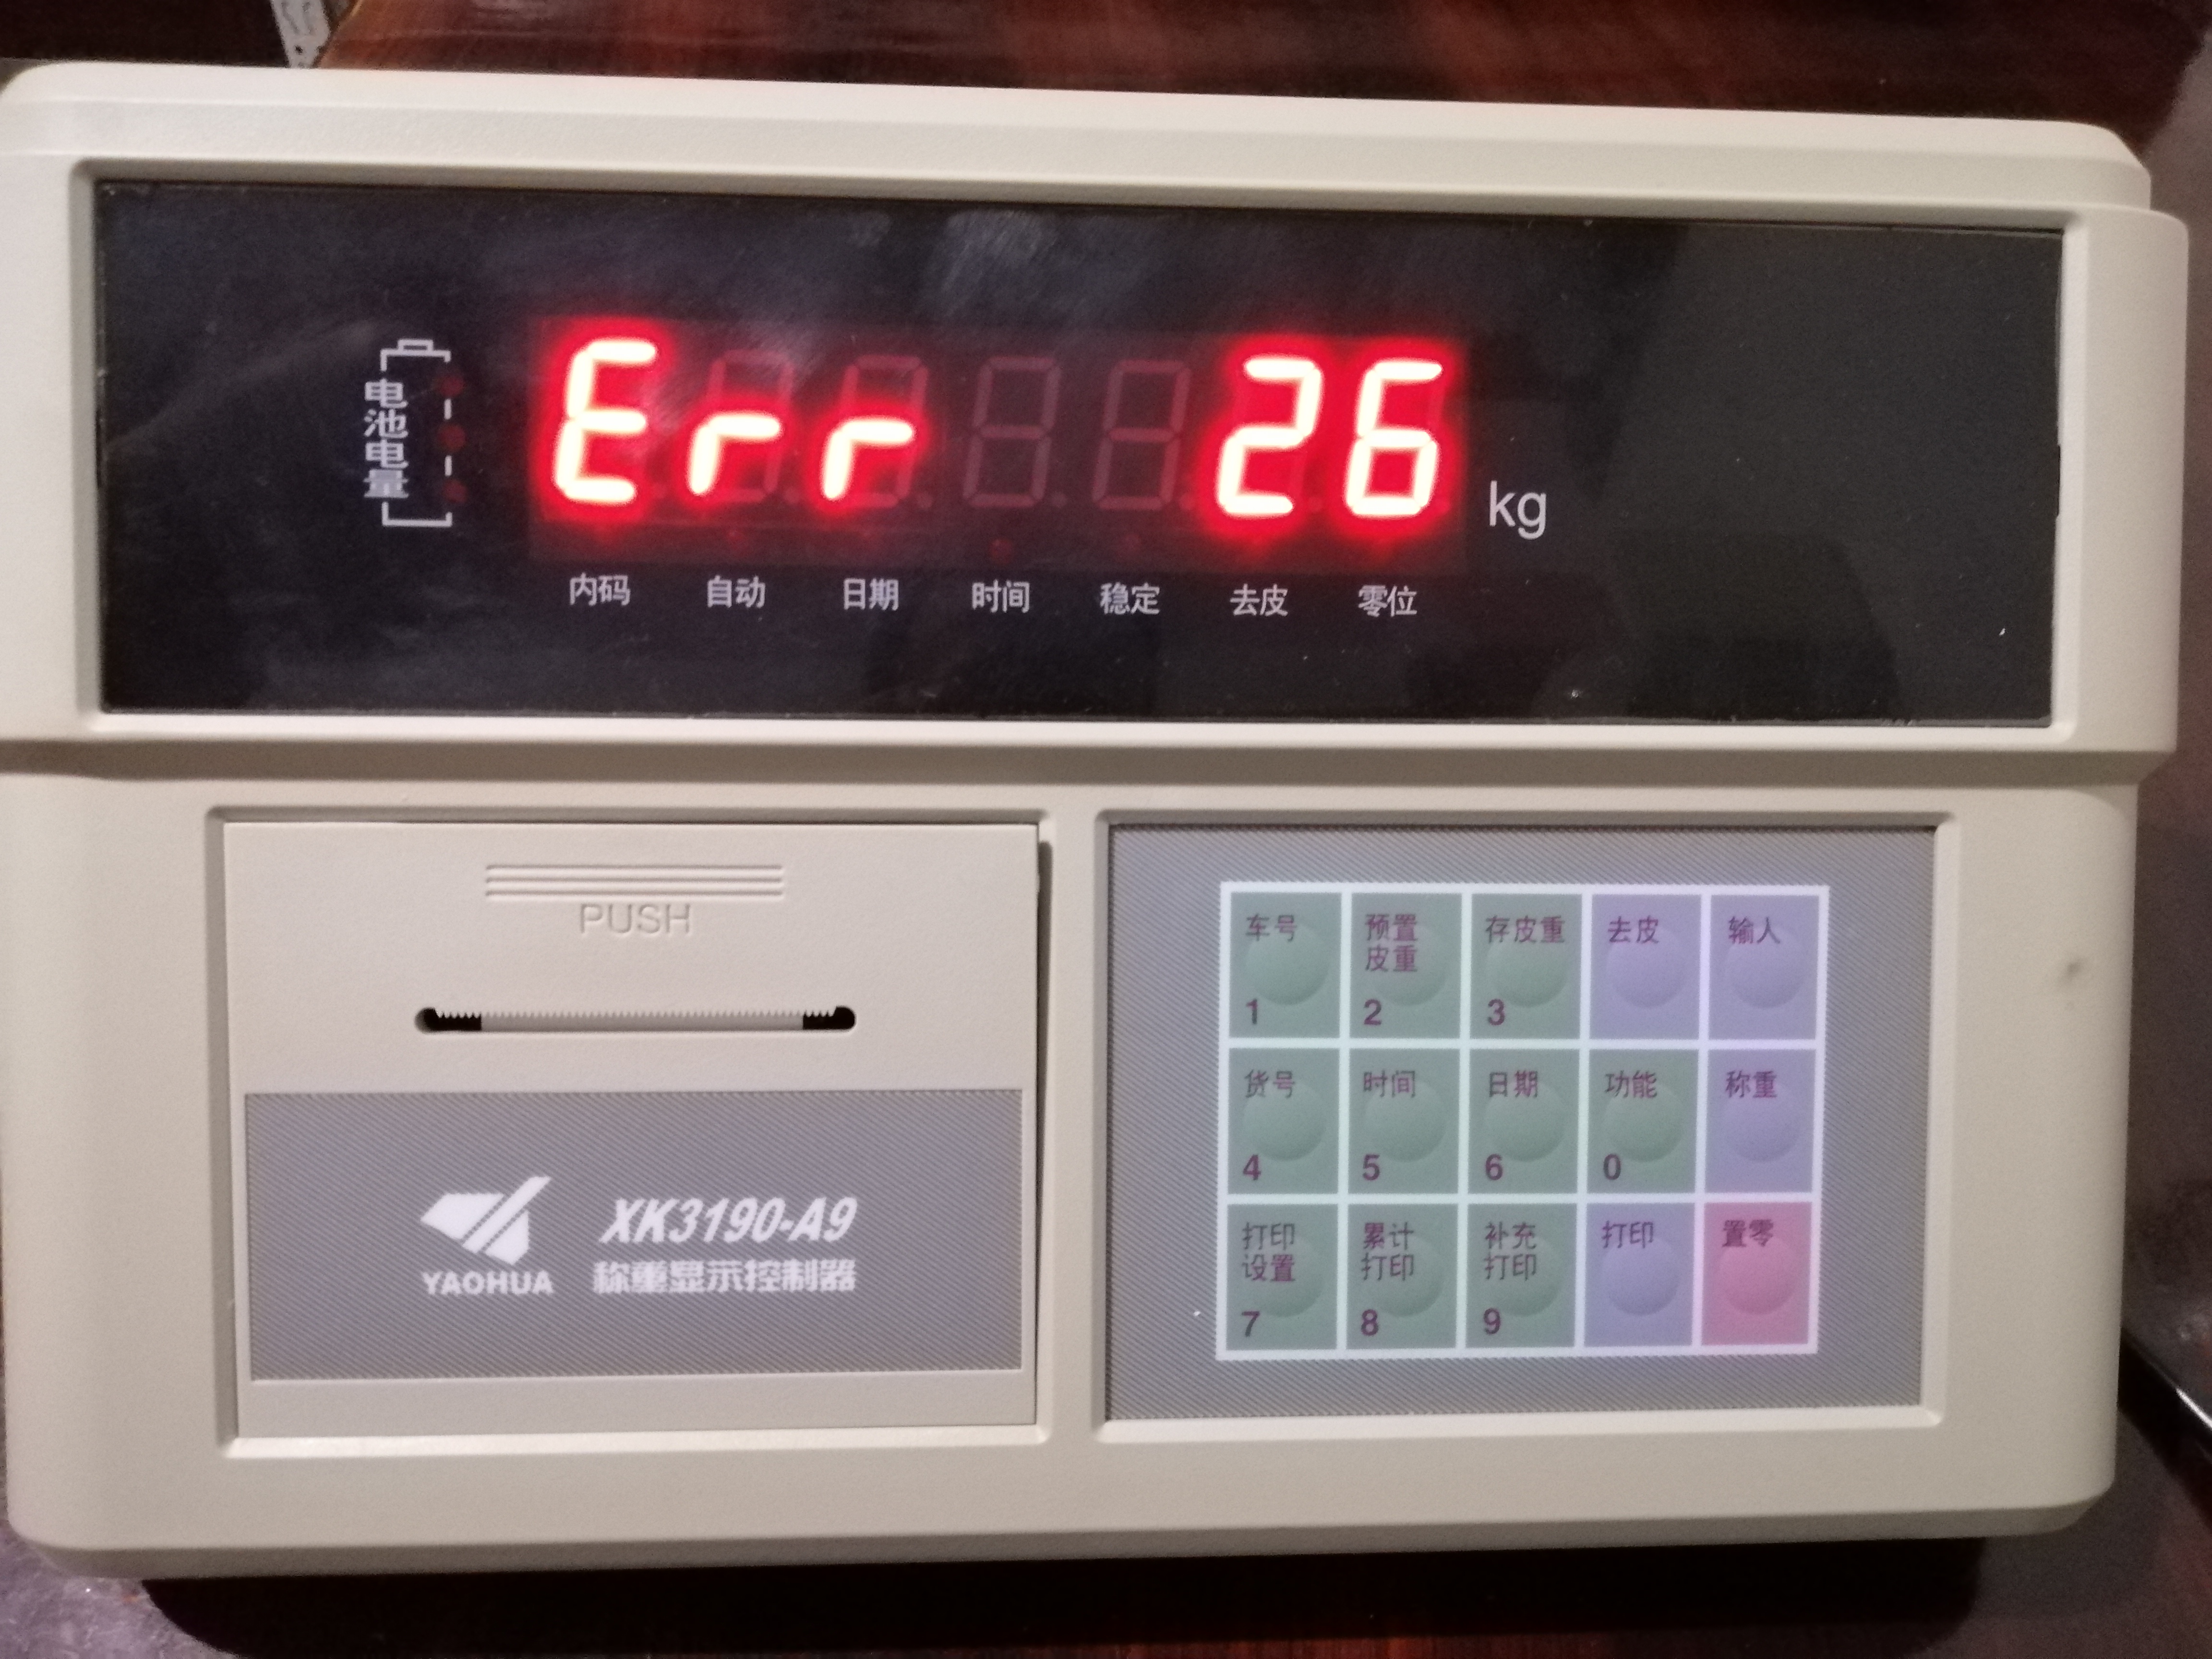 电池电量
Err 26
kg
内码 自动 日期 时间 稳定 去皮 零位
PUSH
XK3190-A9
YAOHUA 称重显示控制器
车号 预置皮重 存皮重 去皮 输入
1 2 3
货号 时间 日期 功能 称重
4 5 6 0
打印设置 累计打印 补充打印 打印 置零
7 8 9